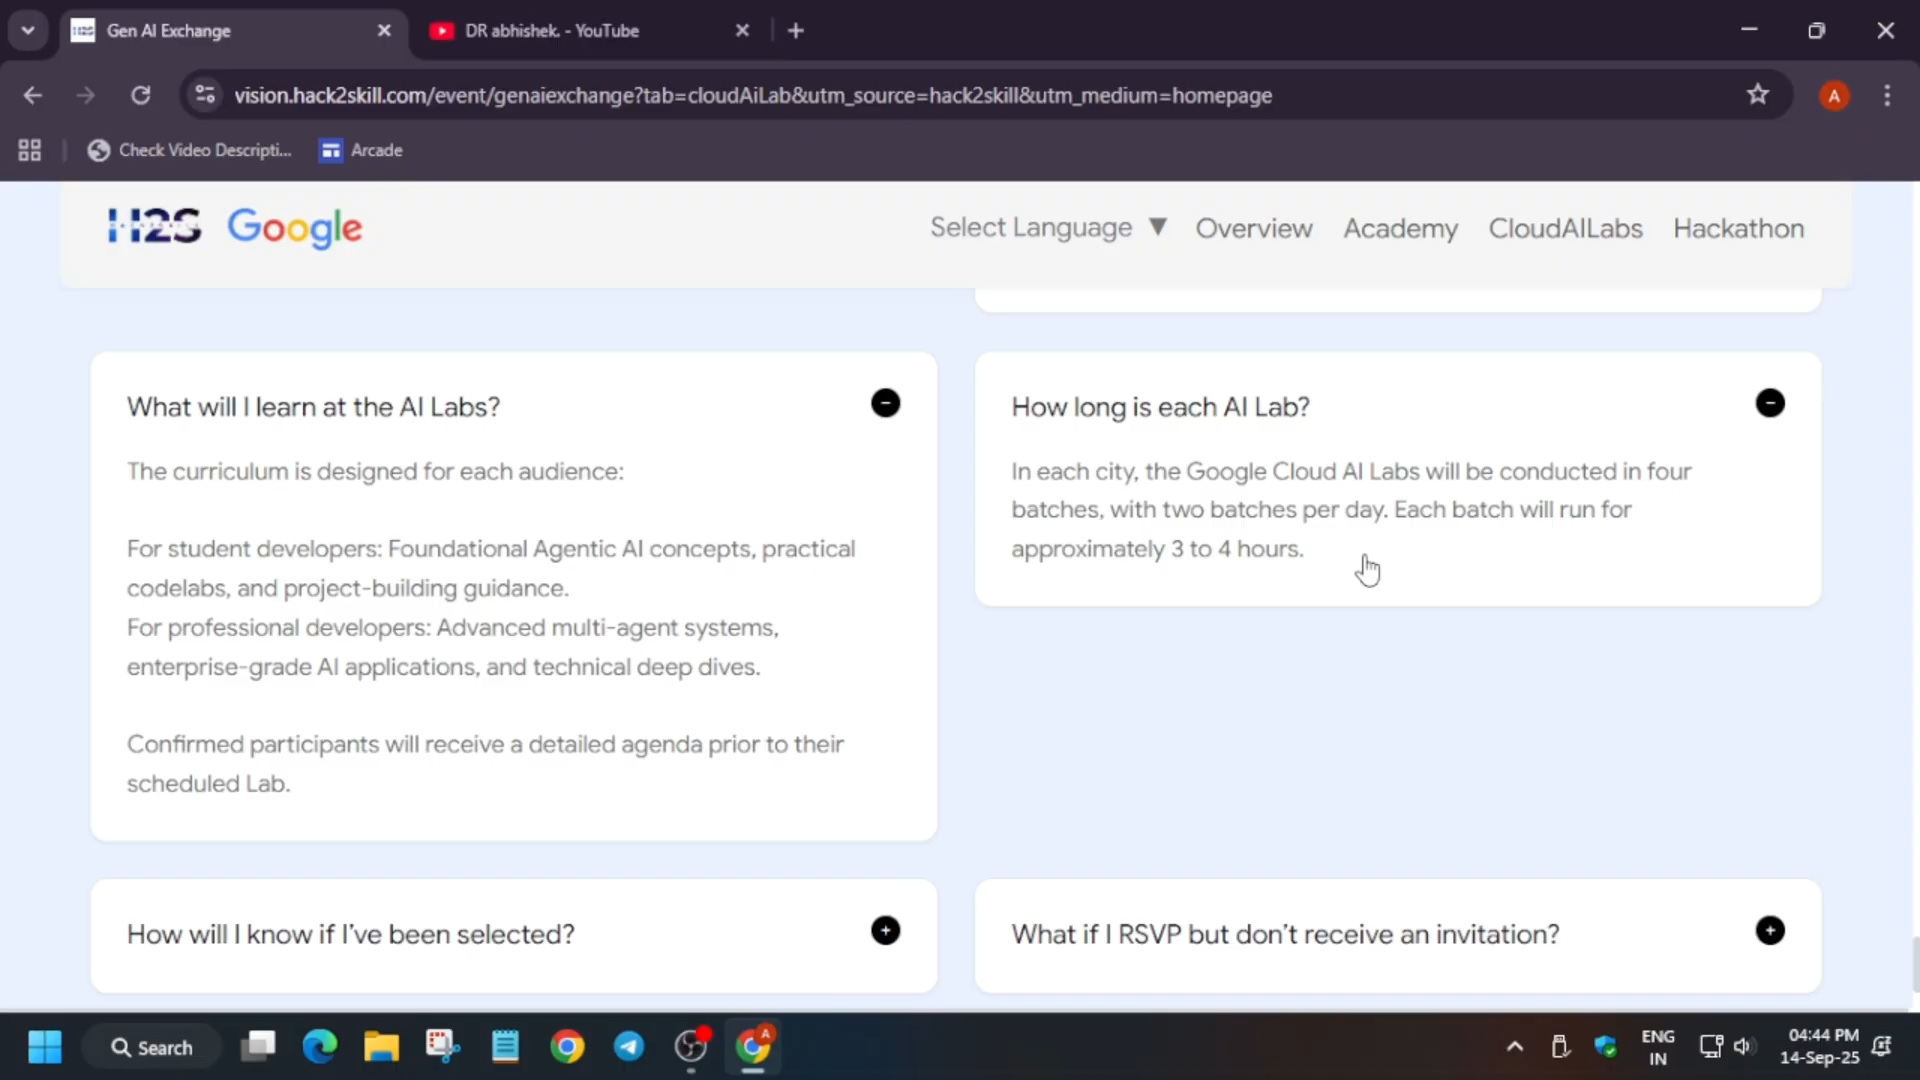 Gen AI Exchange
DR abhishek. - YouTube
vision.hack2skill.com/event/genaiexchange?tab=cloudAiLab&utm_source=hack2skill&utm_medium=homepage
A
Check Video Descripti...
Arcade
H2S
Google
Select Language ▼
Overview
Academy
CloudAILabs
Hackathon
What will I learn at the AI Labs?
The curriculum is designed for each audience:
For student developers: Foundational Agentic AI concepts, practical
codelabs, and project-building guidance.
For professional developers: Advanced multi-agent systems,
enterprise-grade AI applications, and technical deep dives.
Confirmed participants will receive a detailed agenda prior to their
scheduled Lab.
How long is each AI Lab?
In each city, the Google Cloud AI Labs will be conducted in four
batches, with two batches per day. Each batch will run for
approximately 3 to 4 hours.
How will I know if I've been selected?
What if I RSVP but don't receive an invitation?
Search
A
ENG
IN
04:44 PM
14-Sep-25